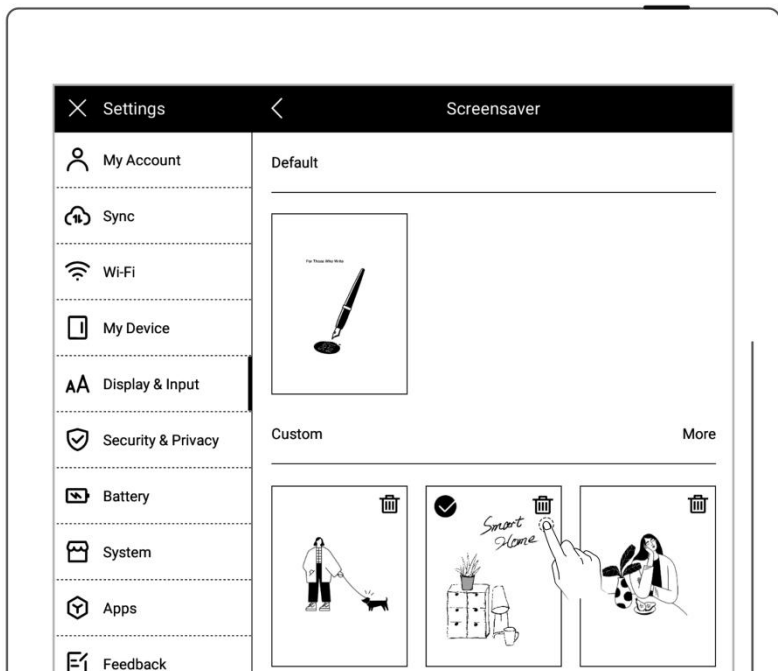 Settings
Screensaver
My Account
Sync
Wi-Fi
My Device
AA Display & Input
Security & Privacy
Battery
System
Apps
Feedback
Default
For Those Who Write
Custom
More
Smart
Home